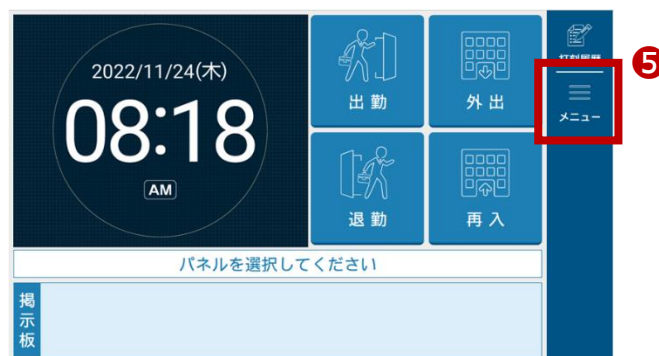 2022/11/24(木)
08:18
AM
出勤
外出
退勤
再入
打刻履歴
メニュー
❺
パネルを選択してください
掲示板